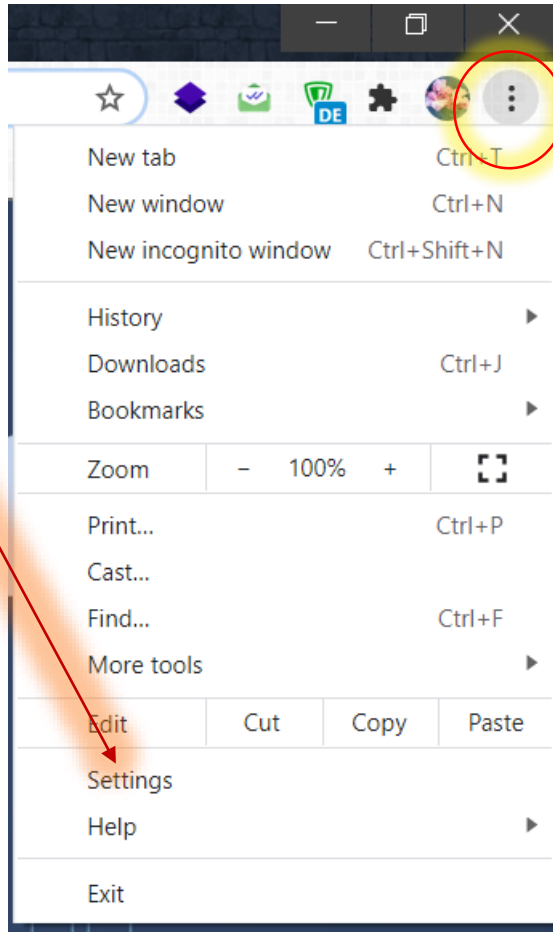 DE
New tab Ctrl+T
New window Ctrl+N
New incognito window Ctrl+Shift+N
History
Downloads Ctrl+J
Bookmarks
Zoom - 100% +
Print... Ctrl+P
Cast...
Find... Ctrl+F
More tools
Edit Cut Copy Paste
Settings
Help
Exit